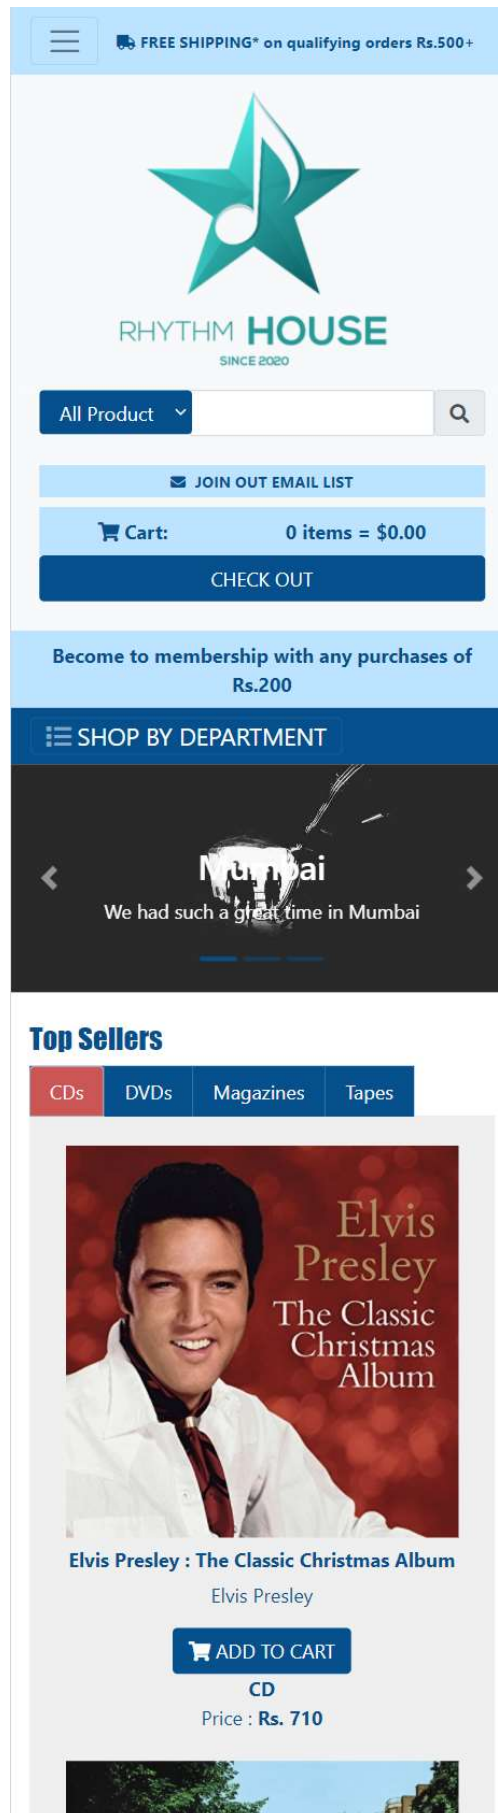 FREE SHIPPING* on qualifying orders Rs.500+
RHYTHM HOUSE
SINCE 2020
All Product
JOIN OUT EMAIL LIST
Cart: 0 items = $0.00
CHECK OUT
Become to membership with any purchases of
Rs.200
SHOP BY DEPARTMENT
Mumbai
We had such a great time in Mumbai
Top Sellers
CDs DVDs Magazines Tapes
Elvis
Presley
The Classic
Christmas
Album
Elvis Presley : The Classic Christmas Album
Elvis Presley
ADD TO CART
CD
Price : Rs. 710